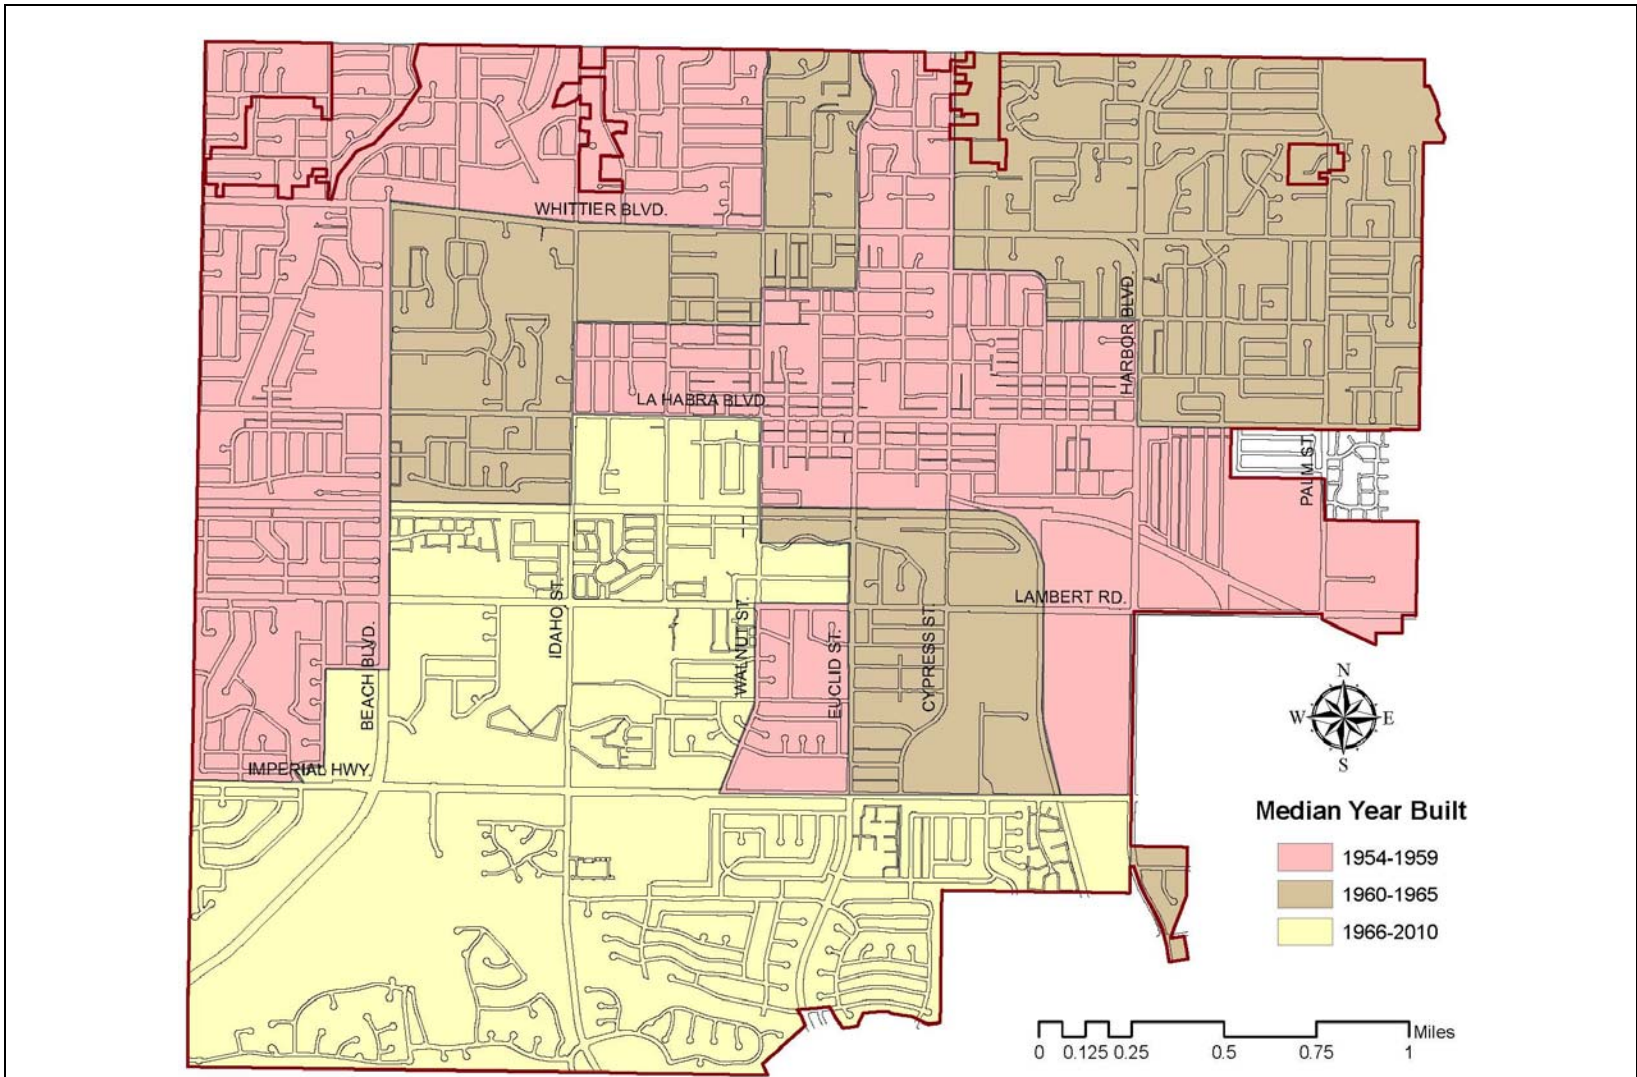 WHITTIER BLVD.
HARBOR BLVD.
LA HABRA BLVD
PALM ST.
IDAHO ST.
WALNUT ST.
LAMBERT RD.
BEACH BLVD.
EUCLID ST.
CYPRESS ST.
N
W
E
S
IMPERIAL HWY.
Median Year Built
1954-1959
1960-1965
1966-2010
Miles
0 0.125 0.25 0.5 0.75 1